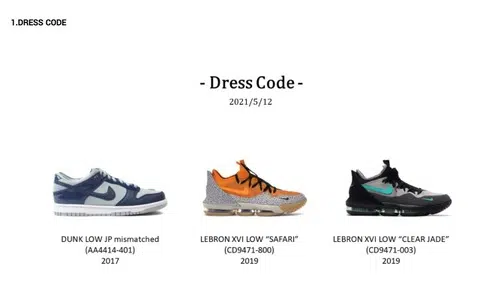 1.DRESS CODE
- Dress Code -
2021/5/12
DUNK LOW JP mismatched
(AA4414-401)
2017
LEBRON XVI LOW “SAFARI”
(CD9471-800)
2019
LEBRON XVI LOW “CLEAR JADE”
(CD9471-003)
2019